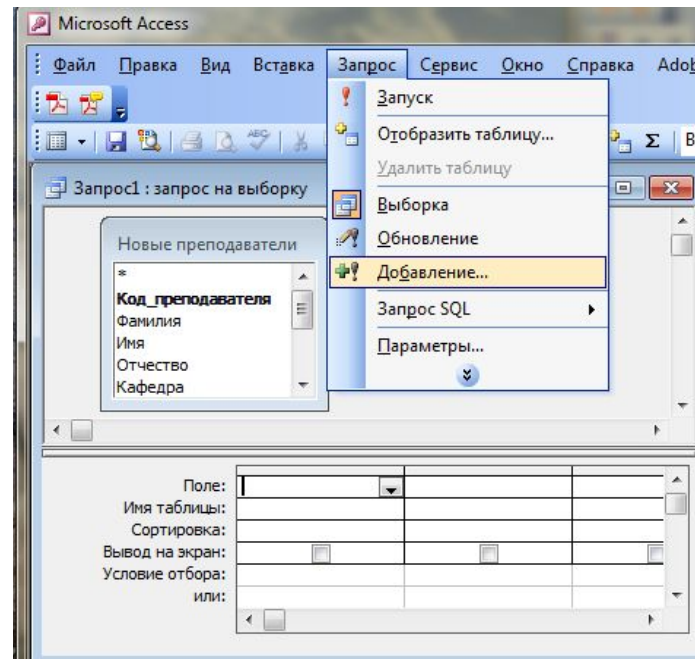 Microsoft Access
Файл Правка Вид Вставка Запрос Сервис Окно Справка
Запуск
Отобразить таблицу...
Удалить таблицу
Σ
Запрос1 : запрос на выборку
Выборка
Обновление
Добавление...
Запрос SQL
Параметры...
Новые преподаватели
*
Код_преподавателя
Фамилия
Имя
Отчество
Кафедра
Поле:
Имя таблицы:
Сортировка:
Вывод на экран:
Условие отбора:
или: